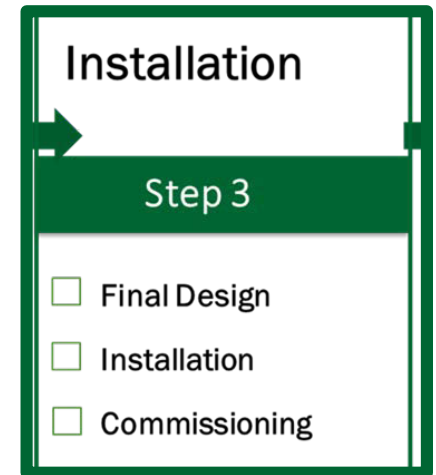 Installation
Step 3
Final Design
Installation
Commissioning